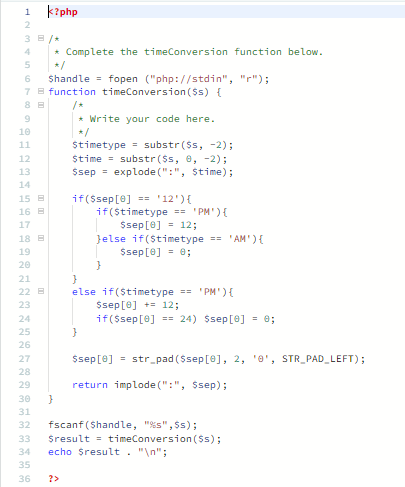 1 <?php
2
3 /*
4  * Complete the timeConversion function below.
5  */
6 $handle = fopen ("php://stdin", "r");
7 function timeConversion($s) {
8     /*
9      * Write your code here.
10      */
11     $timetype = substr($s, -2);
12     $time = substr($s, 0, -2);
13     $sep = explode(":", $time);
14
15     if($sep[0] == '12'){
16         if($timetype == 'PM'){
17             $sep[0] = 12;
18         }else if($timetype == 'AM'){
19             $sep[0] = 0;
20         }
21     }
22     else if($timetype == 'PM'){
23         $sep[0] += 12;
24         if($sep[0] == 24) $sep[0] = 0;
25     }
26
27     $sep[0] = str_pad($sep[0], 2, '0', STR_PAD_LEFT);
28
29     return implode(":", $sep);
30 }
31
32 fscanf($handle, "%s",$s);
33 $result = timeConversion($s);
34 echo $result . "\n";
35
36 ?>